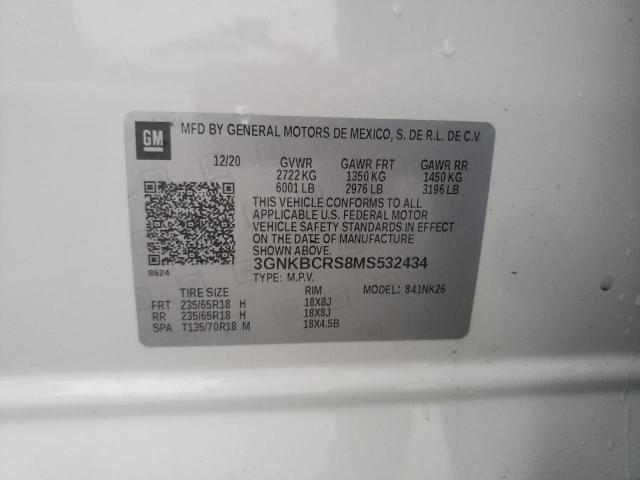 GM MFD BY GENERAL MOTORS DE MEXICO, S. DE R.L. DE C.V.
12/20 GVWR GAWR FRT GAWR RR
2722 KG 1350 KG 1450 KG
6001 LB 2976 LB 3196 LB
THIS VEHICLE CONFORMS TO ALL
APPLICABLE U.S. FEDERAL MOTOR
VEHICLE SAFETY STANDARDS IN
EFFECT ON THE DATE OF
MANUFACTURE SHOWN ABOVE.
8624 3GNKBCRS8MS532434
TYPE: M.P.V.
TIRE SIZE RIM MODEL: 841NK26
FRT 235/65R18 H 18X8J
RR 235/65R18 H 18X8J
SPA T135/70R18 M 18X4.5B